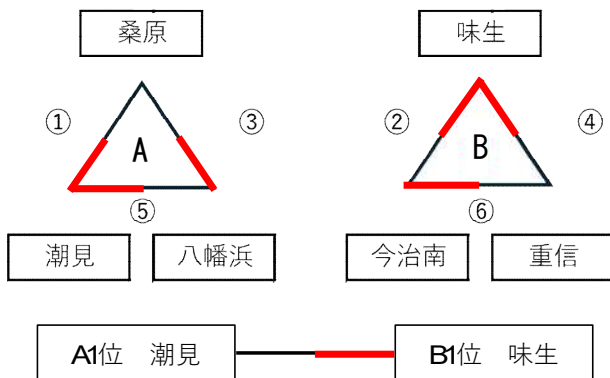 桑原 味生
① ③ ② ④
A B
⑤ ⑥
潮見 八幡浜 今治南 重信
A1位 潮見 B1位 味生